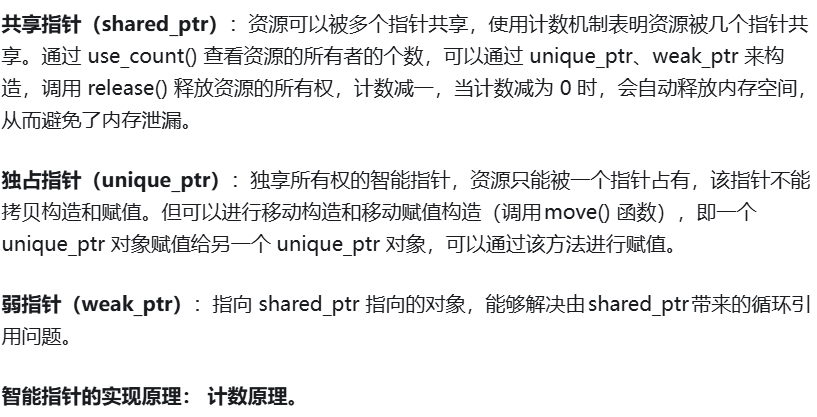 共享指针（shared_ptr）：资源可以被多个指针共享，使用计数机制表明资源被几个指针共
享。通过 use_count() 查看资源的所有者的个数，可以通过 unique_ptr、weak_ptr 来构
造，调用 release() 释放资源的所有权，计数减一，当计数减为 0 时，会自动释放内存空间，
从而避免了内存泄漏。
独占指针（unique_ptr）：独享所有权的智能指针，资源只能被一个指针占有，该指针不能
拷贝构造和赋值。但可以进行移动构造和移动赋值构造（调用move() 函数），即一个
unique_ptr 对象赋值给另一个 unique_ptr 对象，可以通过该方法进行赋值。
弱指针（weak_ptr）：指向 shared_ptr 指向的对象，能够解决由shared_ptr带来的循环引
用问题。
智能指针的实现原理： 计数原理。